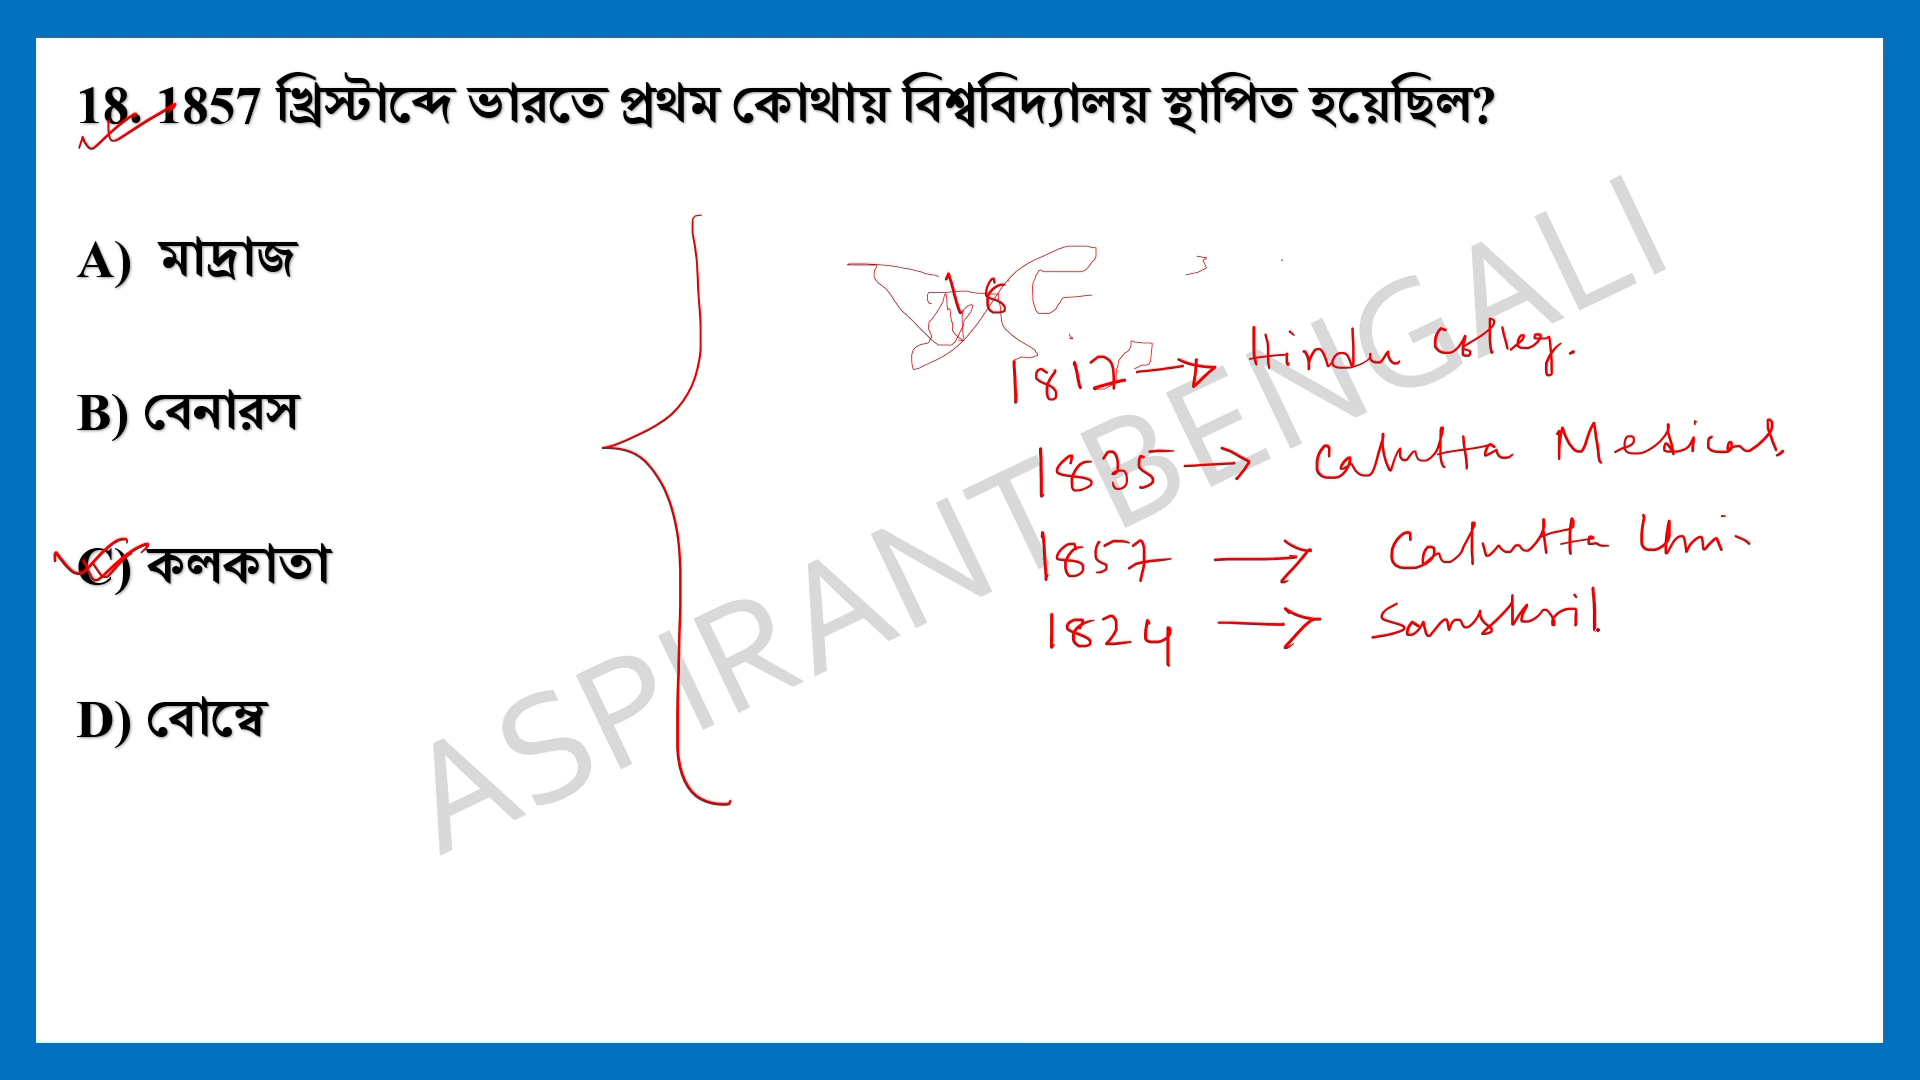 18. 1857 খ্রিস্টাব্দে ভারতে প্রথম কোথায় বিশ্ববিদ্যালয় স্থাপিত হয়েছিল?
A) মাদ্রাজ
B) বেনারস
C) কলকাতা
D) বোম্বে
18
1817 → Hindu
1835 → Calcutta Medical
1857 → Calcutta Uni.
1824 → Sanskrit
ASPIRANT BENGALI